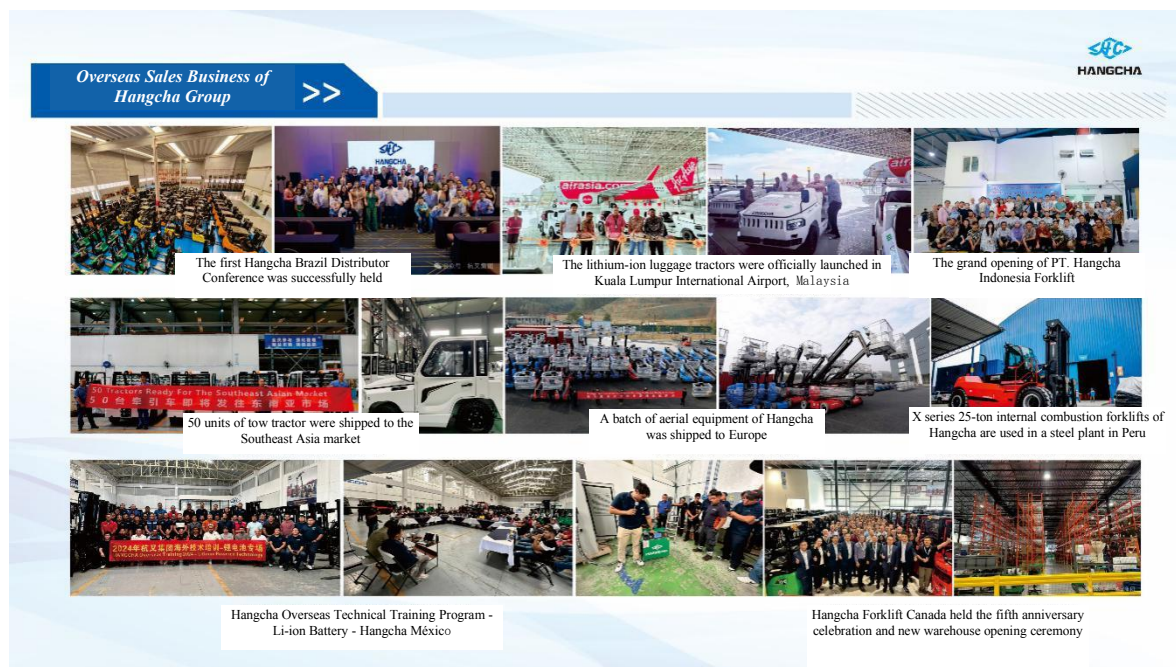 Overseas Sales Business of
Hangcha Group
>>
HC
HANGCHA
HC
HANGCHA
airasia.com
AirAsia
airasia
The first Hangcha Brazil Distributor
Conference was successfully held
The lithium-ion luggage tractors were officially launched in
Kuala Lumpur International Airport, Malaysia
The grand opening of PT. Hangcha
Indonesia Forklift
50 Tractors Ready For The Southeast Asian Market
50台牵引车即将发往东南亚市场
50 units of tow tractor were shipped to the
Southeast Asia market
A batch of aerial equipment of Hangcha
was shipped to Europe
X series 25-ton internal combustion forklifts of
Hangcha are used in a steel plant in Peru
2024年杭叉集团海外技术培训-锂电池专场
Hangcha Overseas Technical Training Program -
Li-ion Battery - Hangcha México
Hangcha Forklift Canada held the fifth anniversary
celebration and new warehouse opening ceremony